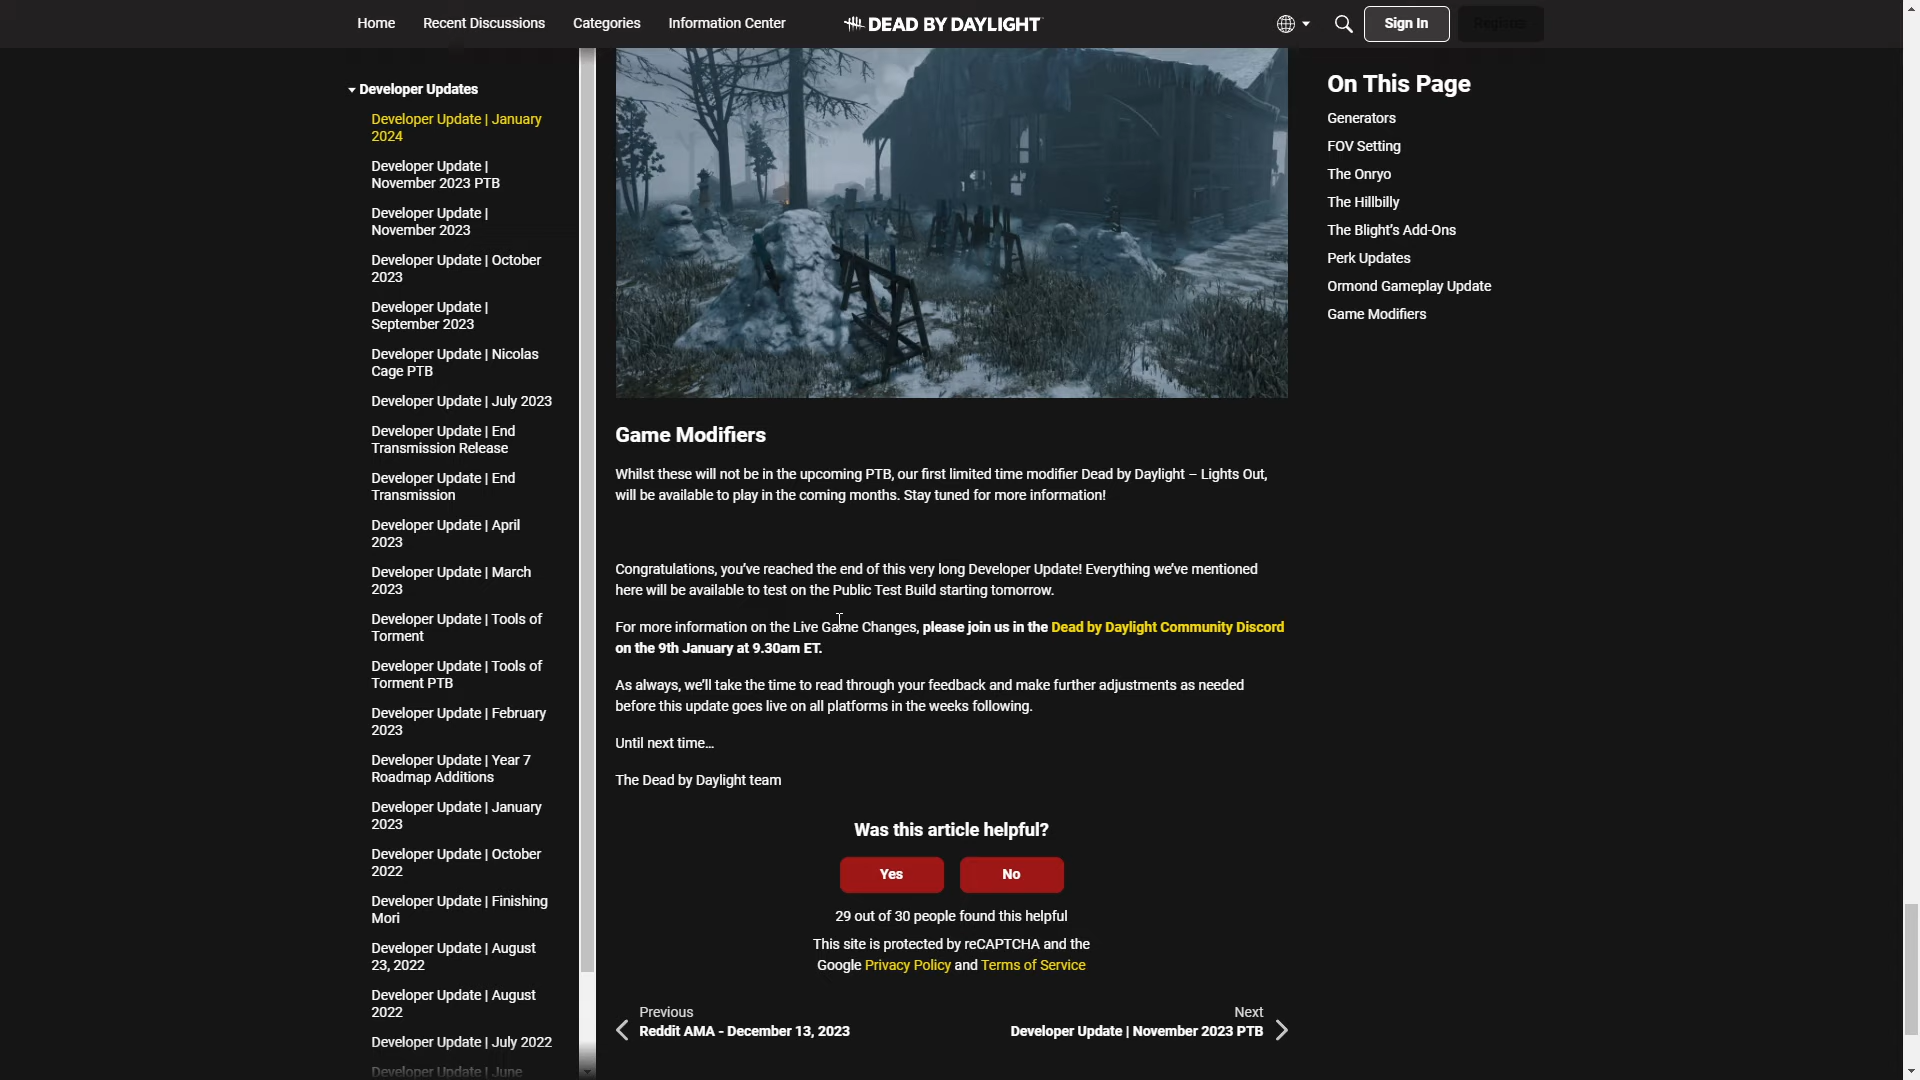 Home
Recent Discussions
Categories
Information Center
DEAD BY DAYLIGHT
Sign In
Register
Developer Updates
Developer Update | January
2024
Developer Update |
November 2023 PTB
Developer Update |
November 2023
Developer Update | October
2023
Developer Update |
September 2023
Developer Update | Nicolas
Cage PTB
Developer Update | July 2023
Developer Update | End
Transmission Release
Developer Update | End
Transmission
Developer Update | April
2023
Developer Update | March
2023
Developer Update | Tools of
Torment
Developer Update | Tools of
Torment PTB
Developer Update | February
2023
Developer Update | Year 7
Roadmap Additions
Developer Update | January
2023
Developer Update | October
2022
Developer Update | Finishing
Mori
Developer Update | August
23, 2022
Developer Update | August
2022
Developer Update | July 2022
Developer Update | June
Game Modifiers
Whilst these will not be in the upcoming PTB, our first limited time modifier Dead by Daylight – Lights Out,
will be available to play in the coming months. Stay tuned for more information!
Congratulations, you've reached the end of this very long Developer Update! Everything we've mentioned
here will be available to test on the Public Test Build starting tomorrow.
For more information on the Live Game Changes, please join us in the Dead by Daylight Community Discord
on the 9th January at 9.30am ET.
As always, we'll take the time to read through your feedback and make further adjustments as needed
before this update goes live on all platforms in the weeks following.
Until next time…
The Dead by Daylight team
Was this article helpful?
Yes
No
29 out of 30 people found this helpful
This site is protected by reCAPTCHA and the
Google Privacy Policy and Terms of Service
Previous
Reddit AMA - December 13, 2023
Next
Developer Update | November 2023 PTB
On This Page
Generators
FOV Setting
The Onryo
The Hillbilly
The Blight's Add-Ons
Perk Updates
Ormond Gameplay Update
Game Modifiers